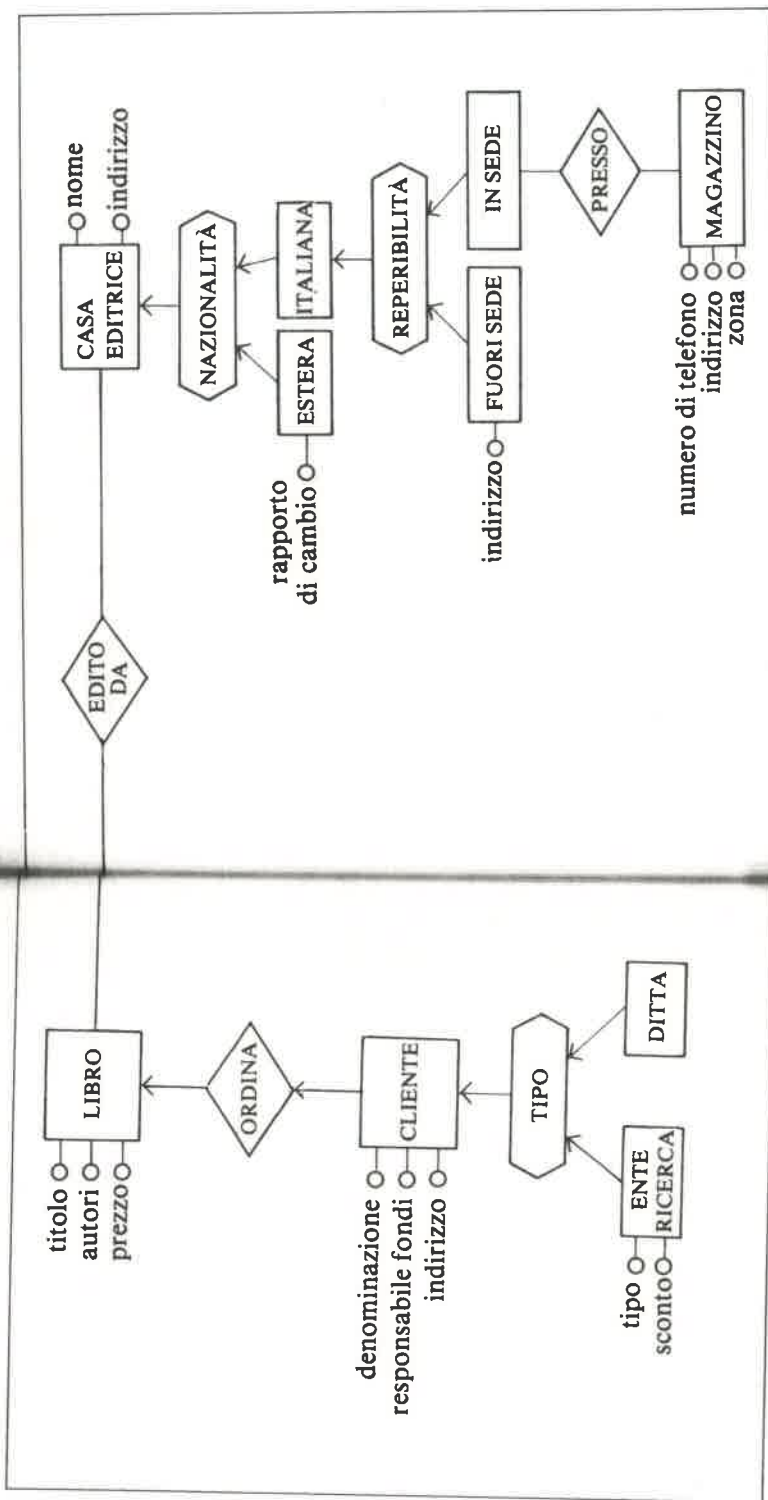 titolo
autori
prezzo
LIBRO
EDITO
DA
CASA
EDITRICE
nome
indirizzo
ORDINA
NAZIONALITÀ
denominazione
responsabile fondi
indirizzo
CLIENTE
rapporto
di cambio
ESTERA
ITALIANA
TIPO
REPERIBILITÀ
tipo
sconto
ENTE
RICERCA
DITTA
indirizzo
FUORI SEDE
IN SEDE
PRESSO
numero di telefono
indirizzo
zona
MAGAZZINO